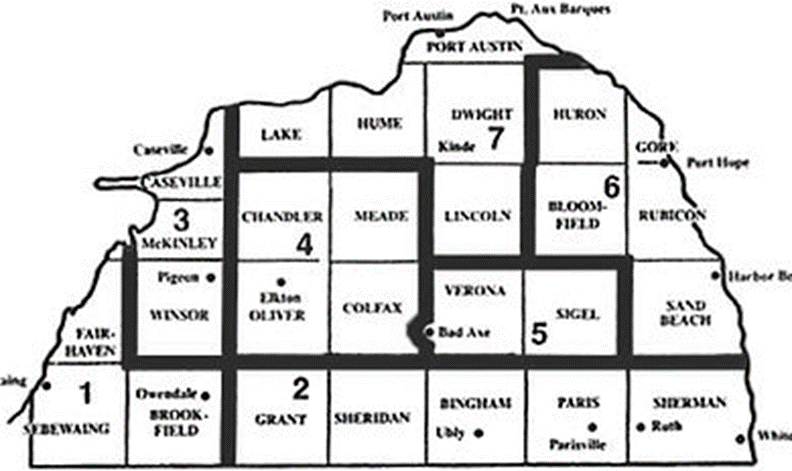 Port Austin
Pt. Aux Barques
PORT AUSTIN
LAKE
HUME
DWIGHT
Kinde 7
HURON
Caseville
GORE
Port Hope
CASEVILLE
3
McKINLEY
CHANDLER
4
MEADE
LINCOLN
6
BLOOM-
FIELD
RUBICON
Pigeon
WINSOR
Elkton
OLIVER
COLFAX
VERONA
Bad Axe
5
SIGEL
Harbor Be
SAND
BEACH
FAIR-
HAVEN
aing
1
SEBEWAING
Owendale
BROOK-
FIELD
2
GRANT
SHERIDAN
BINGHAM
Ubly
PARIS
Parisville
SHERMAN
Ruth
White